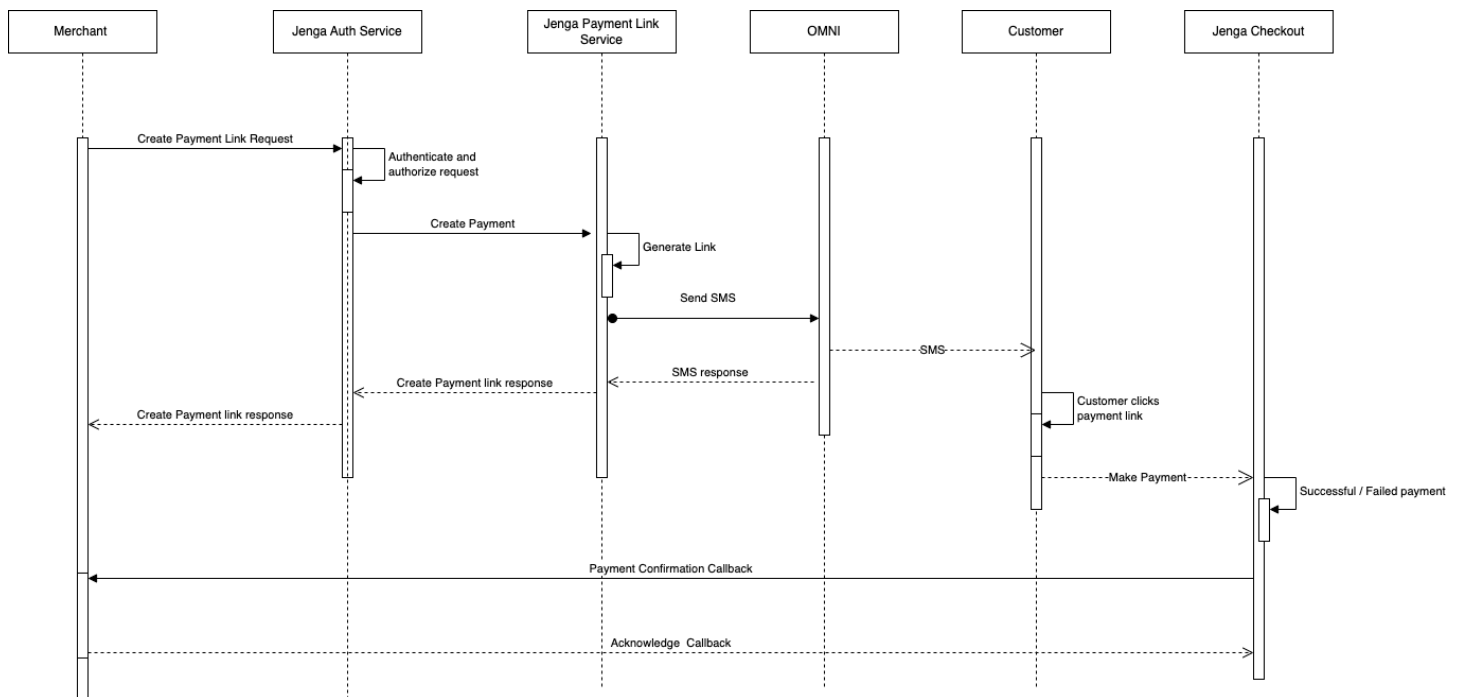 Merchant
Jenga Auth Service
Jenga Payment Link
Service
OMNI
Customer
Jenga Checkout
Create Payment Link Request
Authenticate and
authorize request
Create Payment
Generate Link
Send SMS
SMS
SMS response
Create Payment link response
Create Payment link response
Customer clicks
payment link
Make Payment
Successful / Failed payment
Payment Confirmation Callback
Acknowledge Callback